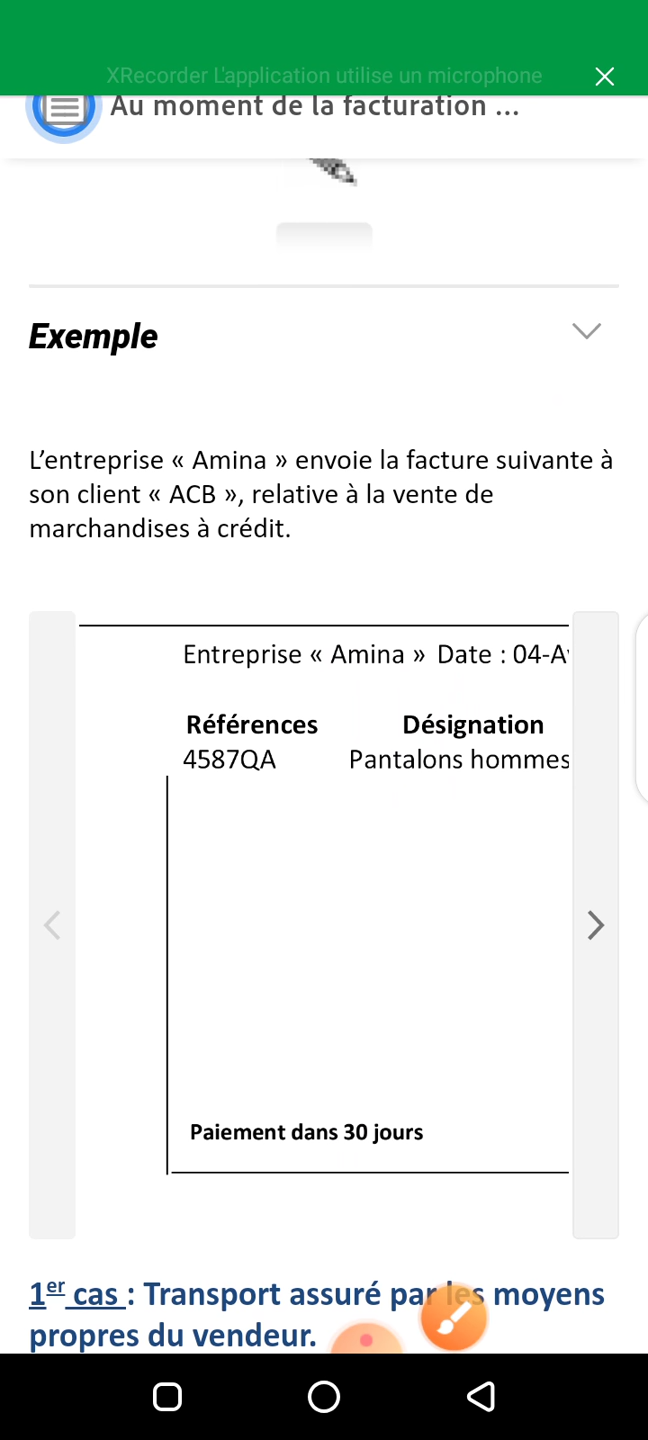 XRecorder L'application utilise un microphone
Au moment de la facturation ...
Exemple
L’entreprise « Amina » envoie la facture suivante à
son client « ACB », relative à la vente de
marchandises à crédit.
Entreprise « Amina » Date : 04-A
Références Désignation
4587QA Pantalons hommes
Paiement dans 30 jours
1er cas : Transport assuré par les moyens
propres du vendeur.